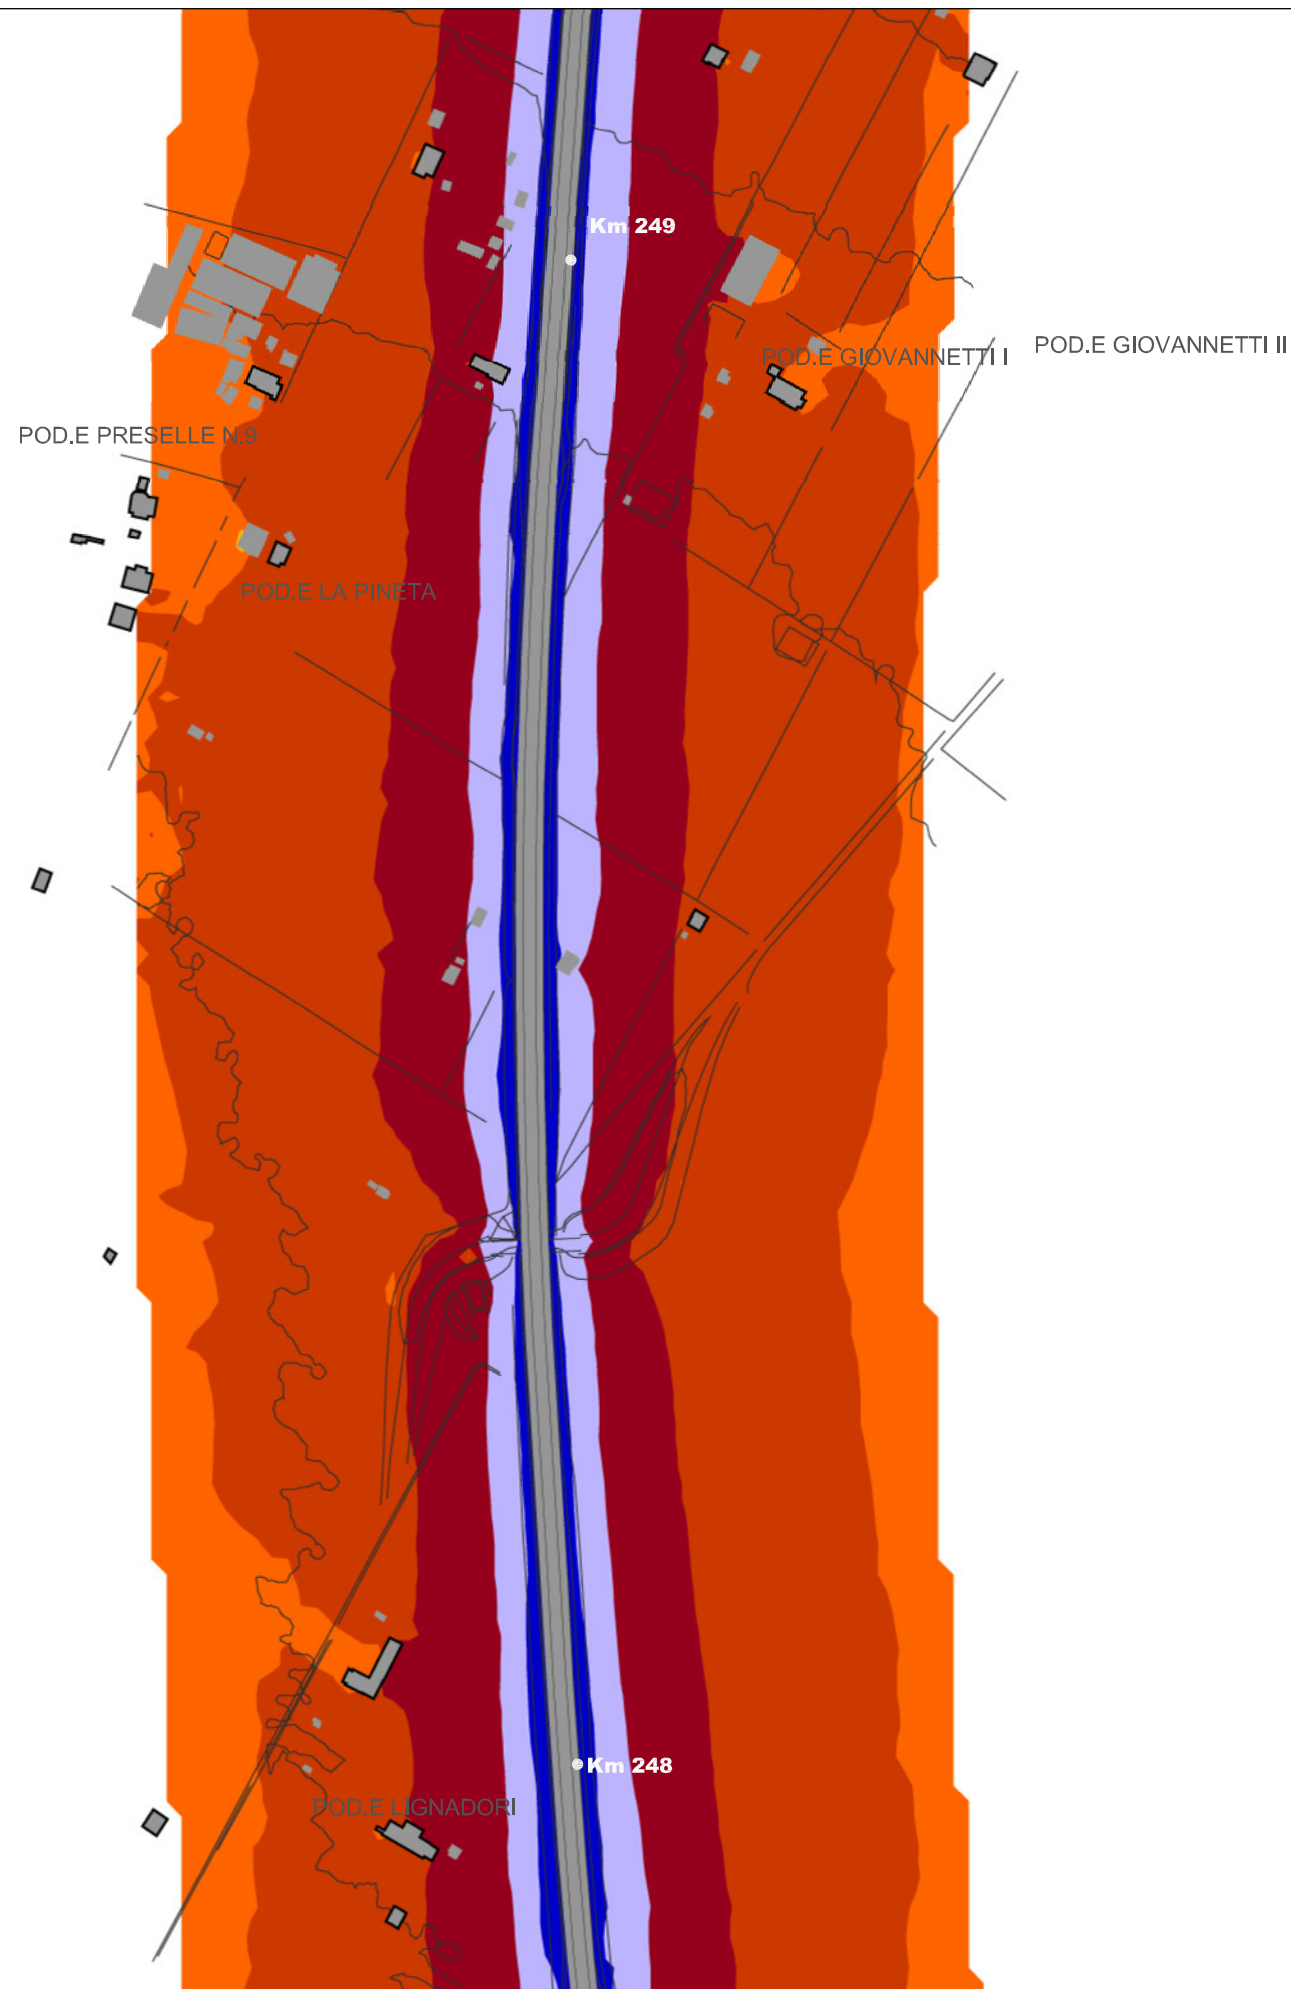 Km 249
POD.E GIOVANNETTI I
POD.E GIOVANNETTI II
POD.E PRESELLE N.9
POD.E LA PINETA
Km 248
POD.E LIGNADORI